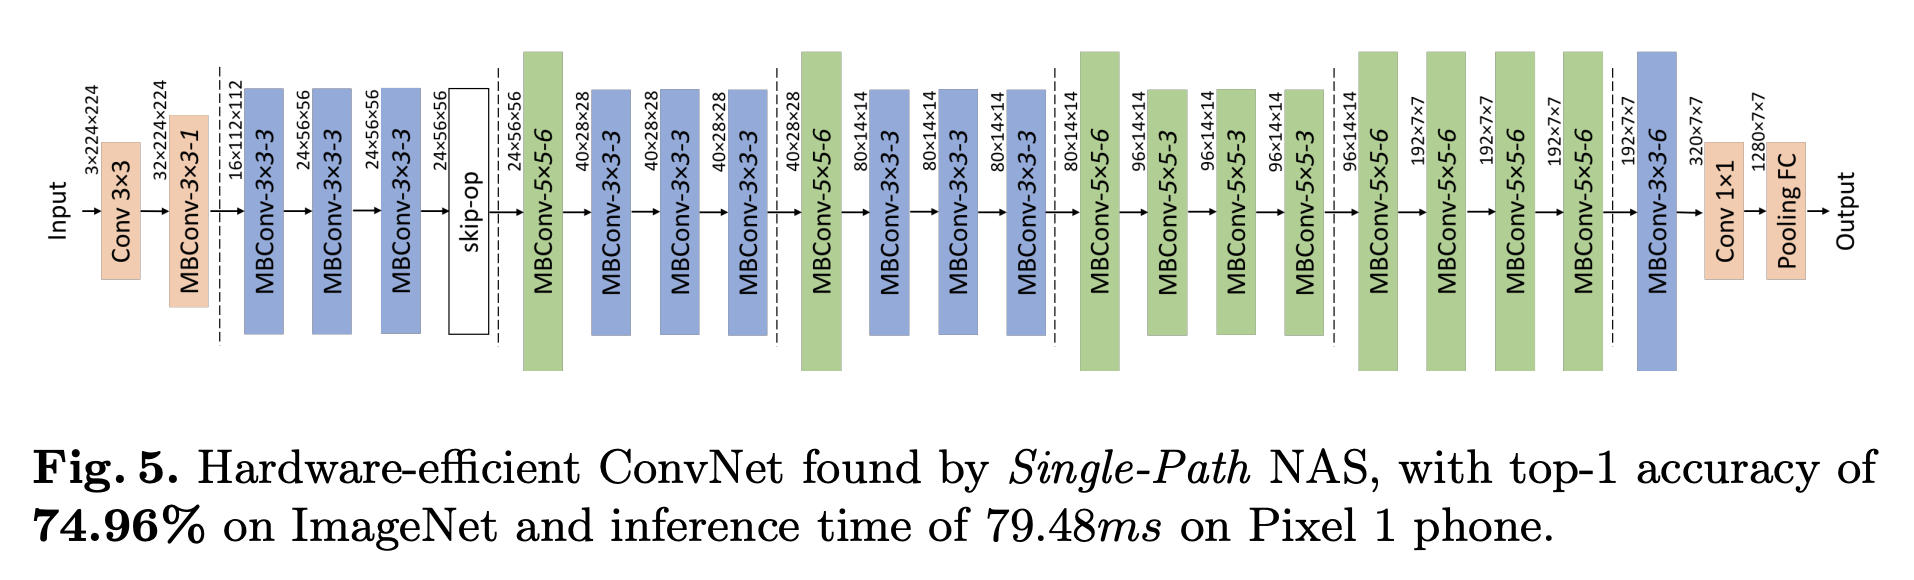 Input
3×224×224
Conv 3×3
32×224×224
MBConv-3×3-1
16×112×112
MBConv-3×3-3
24×56×56
MBConv-3×3-3
24×56×56
MBConv-3×3-3
24×56×56
skip-op
24×56×56
MBConv-5×5-6
40×28×28
MBConv-3×3-3
40×28×28
MBConv-3×3-3
40×28×28
MBConv-3×3-3
40×28×28
MBConv-5×5-6
80×14×14
MBConv-3×3-3
80×14×14
MBConv-3×3-3
80×14×14
MBConv-3×3-3
80×14×14
MBConv-5×5-6
96×14×14
MBConv-5×5-3
96×14×14
MBConv-5×5-3
96×14×14
MBConv-5×5-3
96×14×14
MBConv-5×5-6
192×7×7
MBConv-5×5-6
192×7×7
MBConv-5×5-6
192×7×7
MBConv-5×5-6
192×7×7
MBConv-3×3-6
320×7×7
Conv 1×1
1280×7×7
Pooling FC
Output
Fig. 5. Hardware-efficient ConvNet found by Single-Path NAS, with top-1 accuracy of
74.96% on ImageNet and inference time of 79.48ms on Pixel 1 phone.